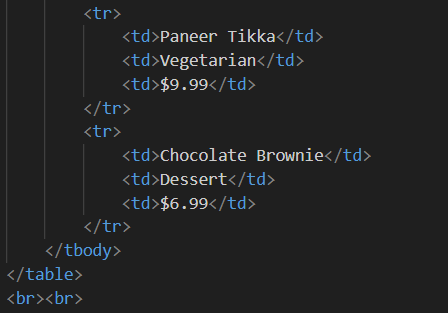 <tr>
<td>Paneer Tikka</td>
<td>Vegetarian</td>
<td>$9.99</td>
</tr>
<tr>
<td>Chocolate Brownie</td>
<td>Dessert</td>
<td>$6.99</td>
</tr>
</tbody>
</table>
<br><br>